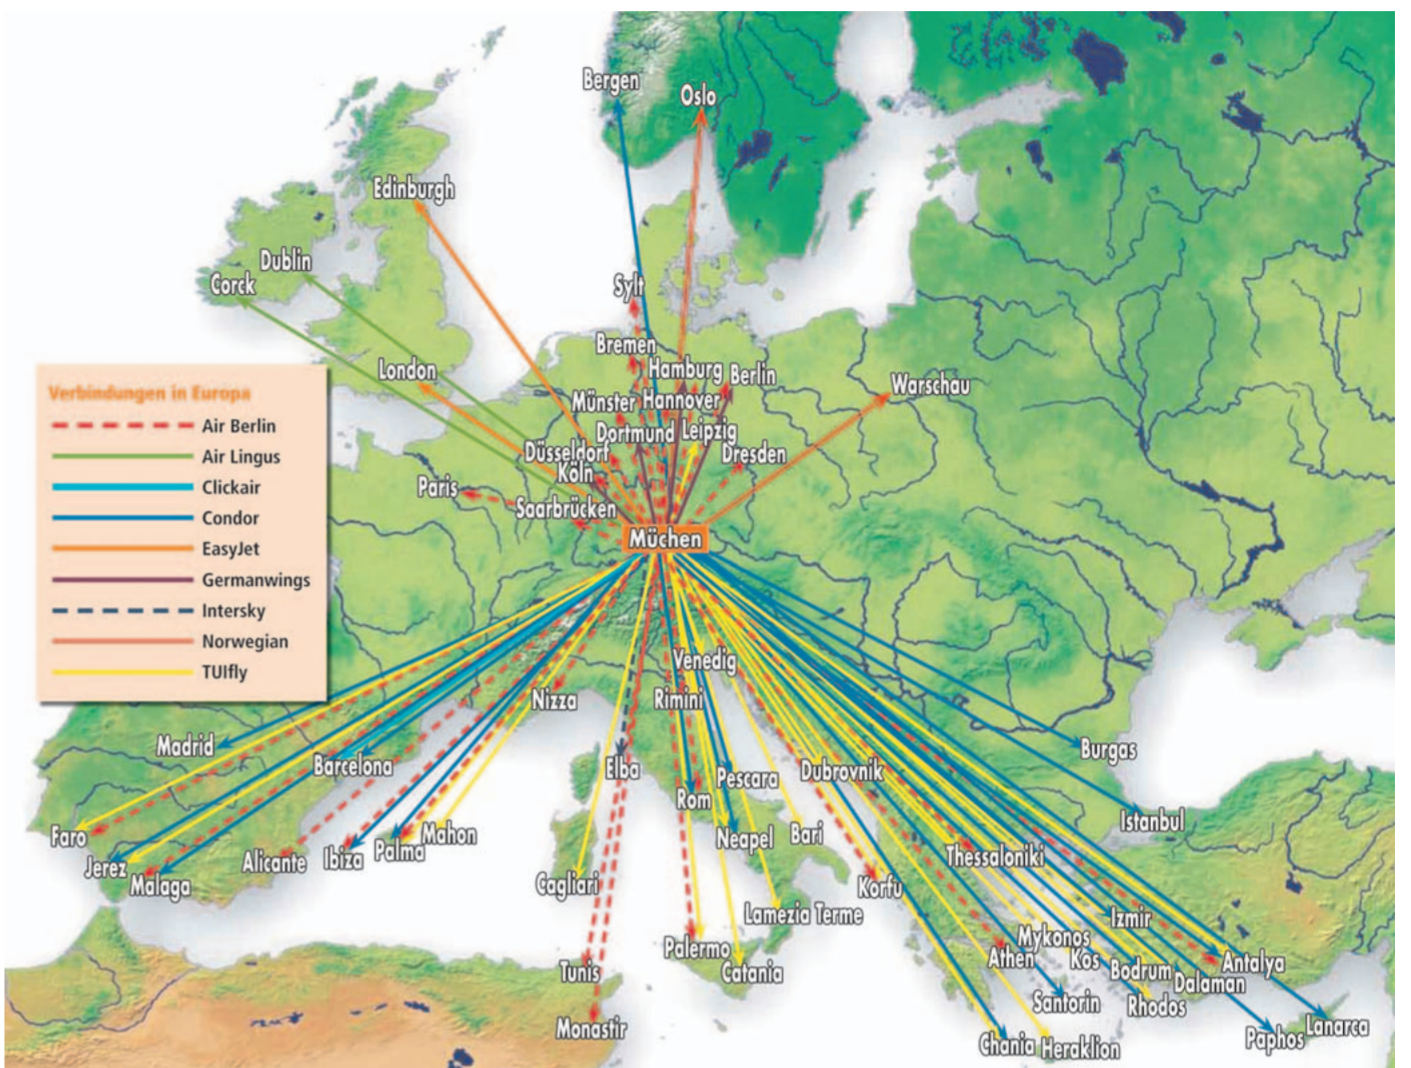 Bergen
Oslo
Edinburgh
Dublin
Corck
Sylt
Bremen
London
Hamburg
Berlin
Warschau
Münster
Hannover
Dortmund
Leipzig
Düsseldorf
Dresden
Köln
Paris
Saarbrücken
Müchen
Verbindungen in Europa
Air Berlin
Air Lingus
Clickair
Condor
EasyJet
Germanwings
Intersky
Norwegian
TUIfly
Venedig
Nizza
Rimini
Madrid
Burgas
Barcelona
Elba
Pescara
Dubrovnik
Rom
Istanbul
Faro
Mahon
Neapel
Bari
Jerez
Alicante
Ibiza
Palma
Thessaloniki
Malaga
Cagliari
Korfu
Lamezia Terme
Izmir
Palermo
Mykonos
Tunis
Catania
Athen
Kos
Bodrum
Antalya
Dalaman
Santorin
Rhodos
Monastir
Chania
Heraklion
Paphos
Lanarca